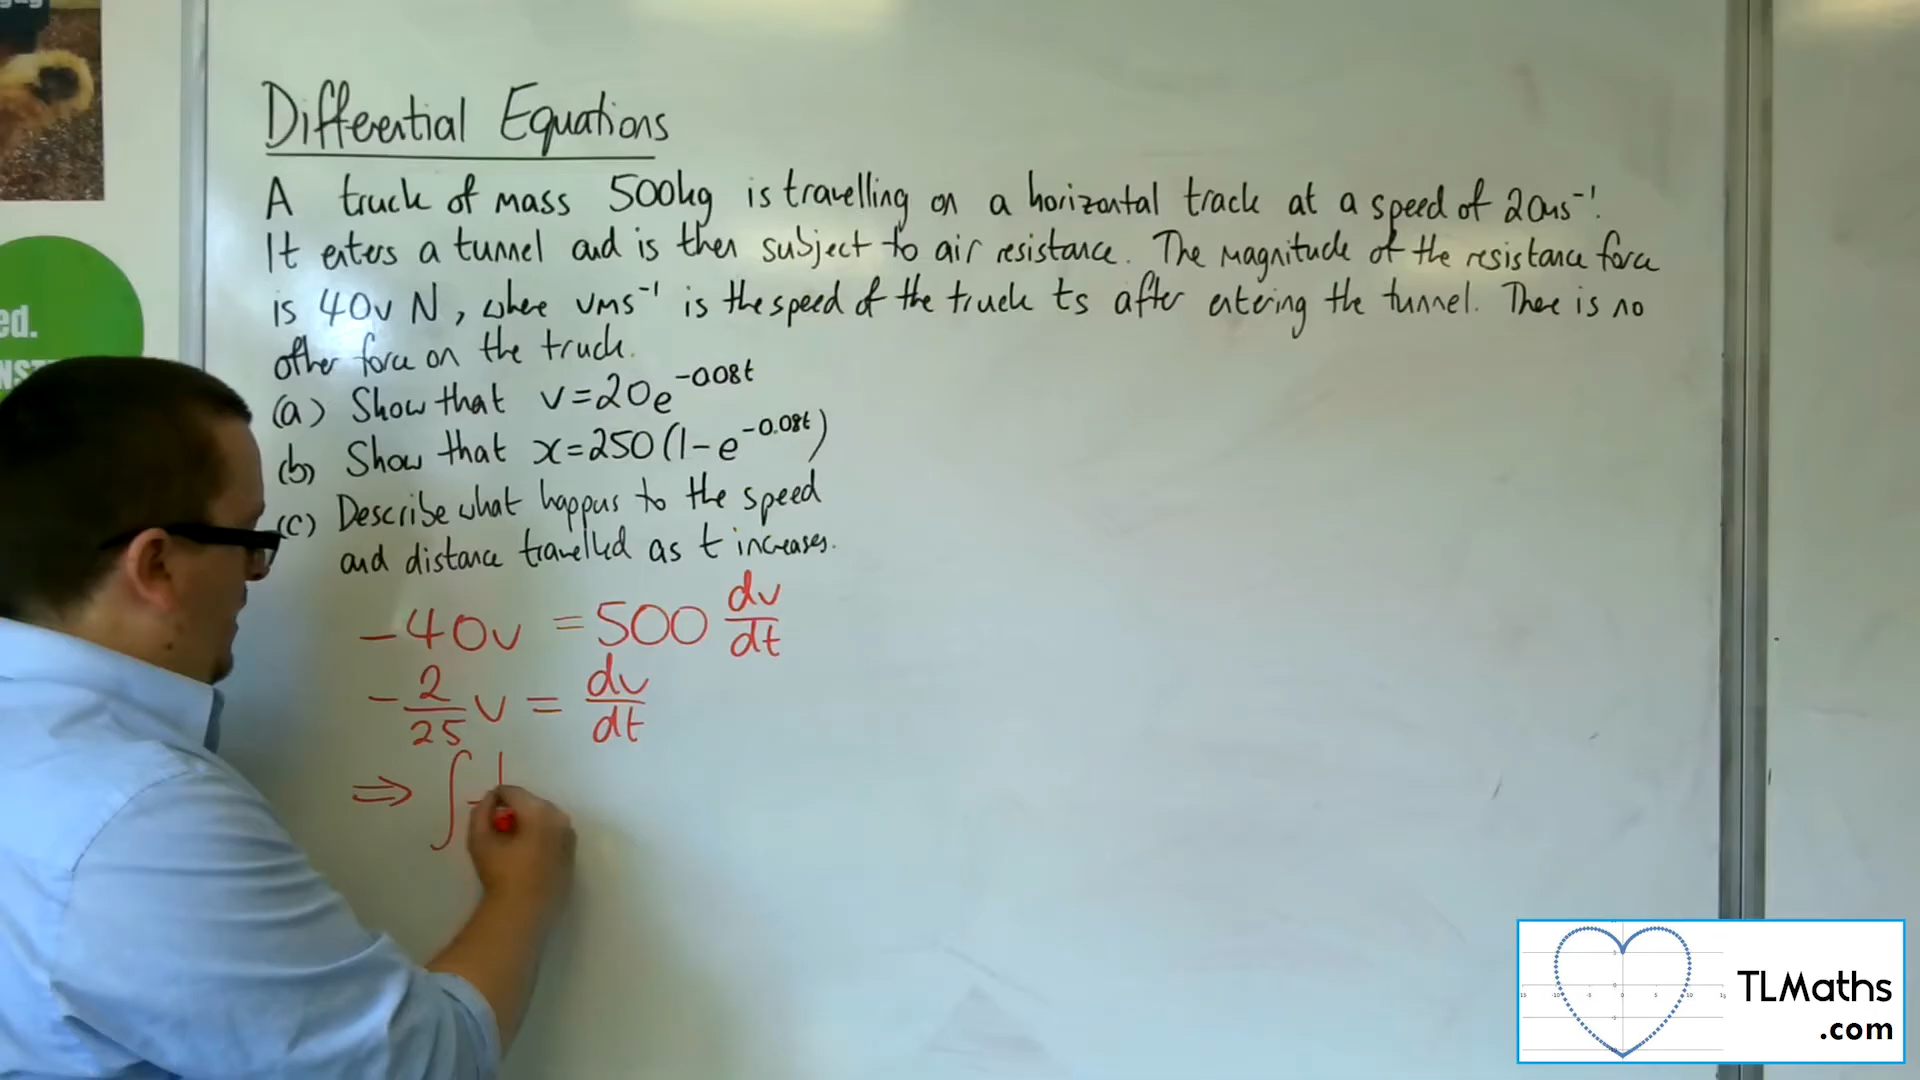 Differential Equations
A truck of mass 500kg is travelling on a horizontal track at a speed of 20ms⁻¹.
It enters a tunnel and is then subject to air resistance. The magnitude of the resistance force
is 40v N, where vms⁻¹ is the speed of the truck ts after entering the tunnel. There is no
other force on the truck.
(a) Show that v=20e^-0.08t
(b) Show that x=250(1-e^-0.08t)
(c) Describe what happens to the speed
and distance travelled as t increases.
-40v = 500 dv/dt
-2/25 v = dv/dt
⇒ ∫ 1
ed.
TLMaths
.com